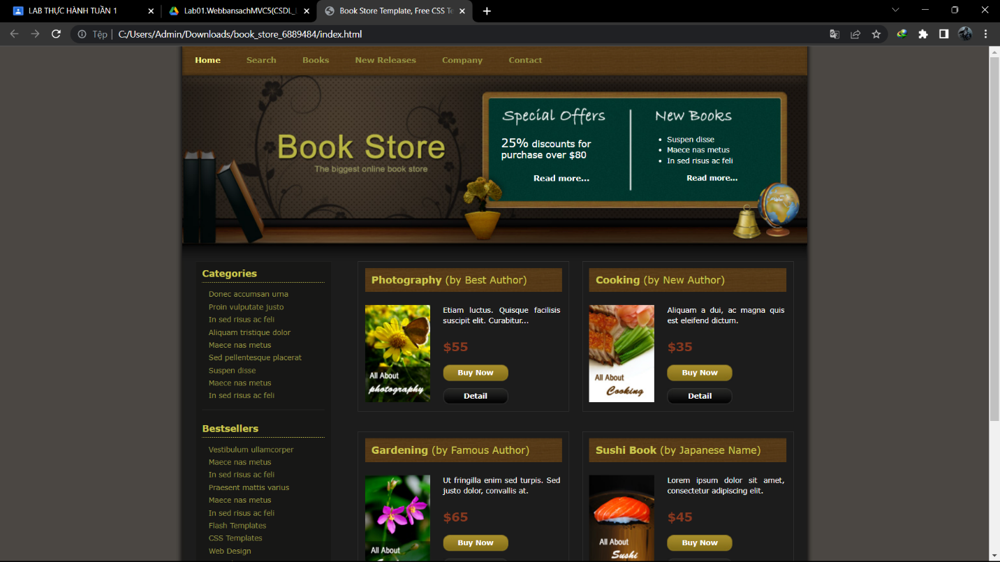 LAB THỰC HÀNH TUẦN 1
Lab01.WebbansachMVC5(CSDL_
Book Store Template, Free CSS Te
Tệp
C:/Users/Admin/Downloads/book_store_6889484/index.html
Home Search Books New Releases Company Contact
Book Store
The biggest online book store
Special Offers
25% discounts for
purchase over $80
Read more...
New Books
Suspen disse
Maece nas metus
In sed risus ac feli
Read more...
Categories
Donec accumsan urna
Proin vulputate justo
In sed risus ac feli
Aliquam tristique dolor
Maece nas metus
Sed pellentesque placerat
Suspen disse
Maece nas metus
In sed risus ac feli
Bestsellers
Vestibulum ullamcorper
Maece nas metus
In sed risus ac feli
Praesent mattis varius
Maece nas metus
In sed risus ac feli
Flash Templates
CSS Templates
Web Design
Photography (by Best Author)
All About
photography
Etiam luctus. Quisque facilisis
suscipit elit. Curabitur...
$55
Buy Now
Detail
Cooking (by New Author)
All About
Cooking
Aliquam a dui, ac magna quis
est eleifend dictum.
$35
Buy Now
Detail
Gardening (by Famous Author)
All About
Ut fringilla enim sed turpis. Sed
justo dolor, convallis at.
$65
Buy Now
Sushi Book (by Japanese Name)
All About
Sushi
Lorem ipsum dolor sit amet,
consectetur adipiscing elit.
$45
Buy Now